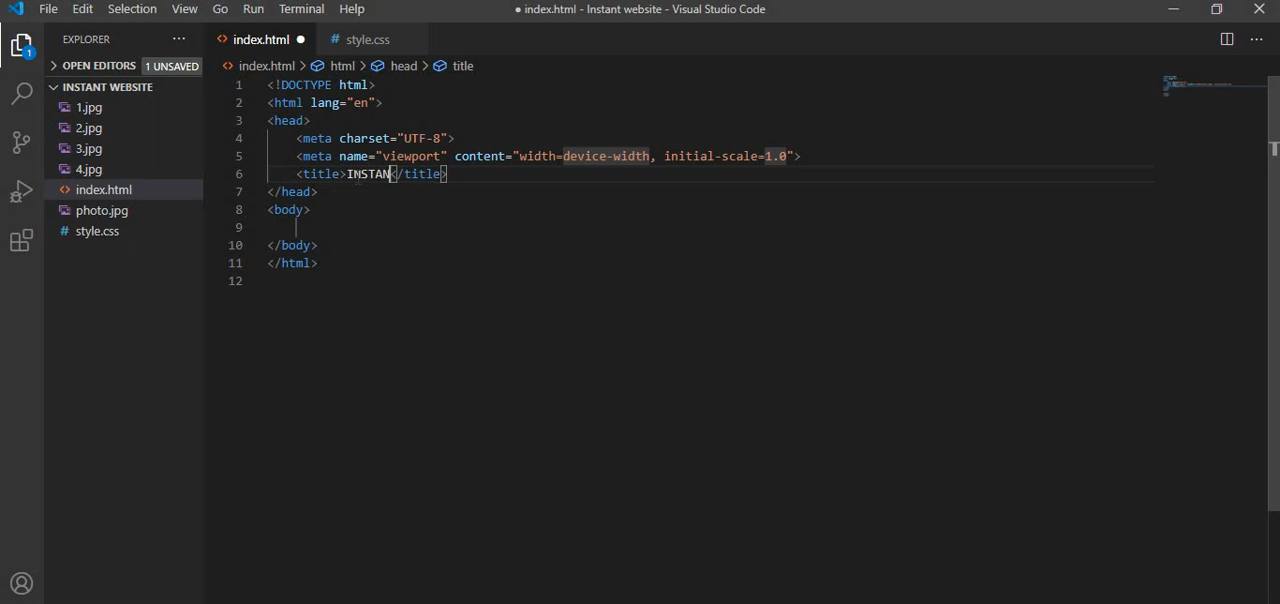 File Edit Selection View Go Run Terminal Help
● index.html - Instant website - Visual Studio Code
EXPLORER ...
index.html ● # style.css
OPEN EDITORS 1 UNSAVED
index.html > html > head > title
INSTANT WEBSITE
1.jpg
2.jpg
3.jpg
4.jpg
index.html
photo.jpg
# style.css
1
1 <!DOCTYPE html>
2 <html lang="en">
3 <head>
4 <meta charset="UTF-8">
5 <meta name="viewport" content="width=device-width, initial-scale=1.0">
6 <title>INSTAN</title>
7 </head>
8 <body>
9
10 </body>
11 </html>
12